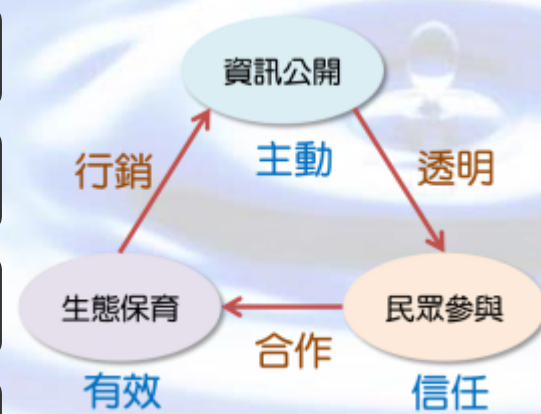 資訊公開
行銷
主動
透明
生態保育
民眾參與
合作
有效
信任